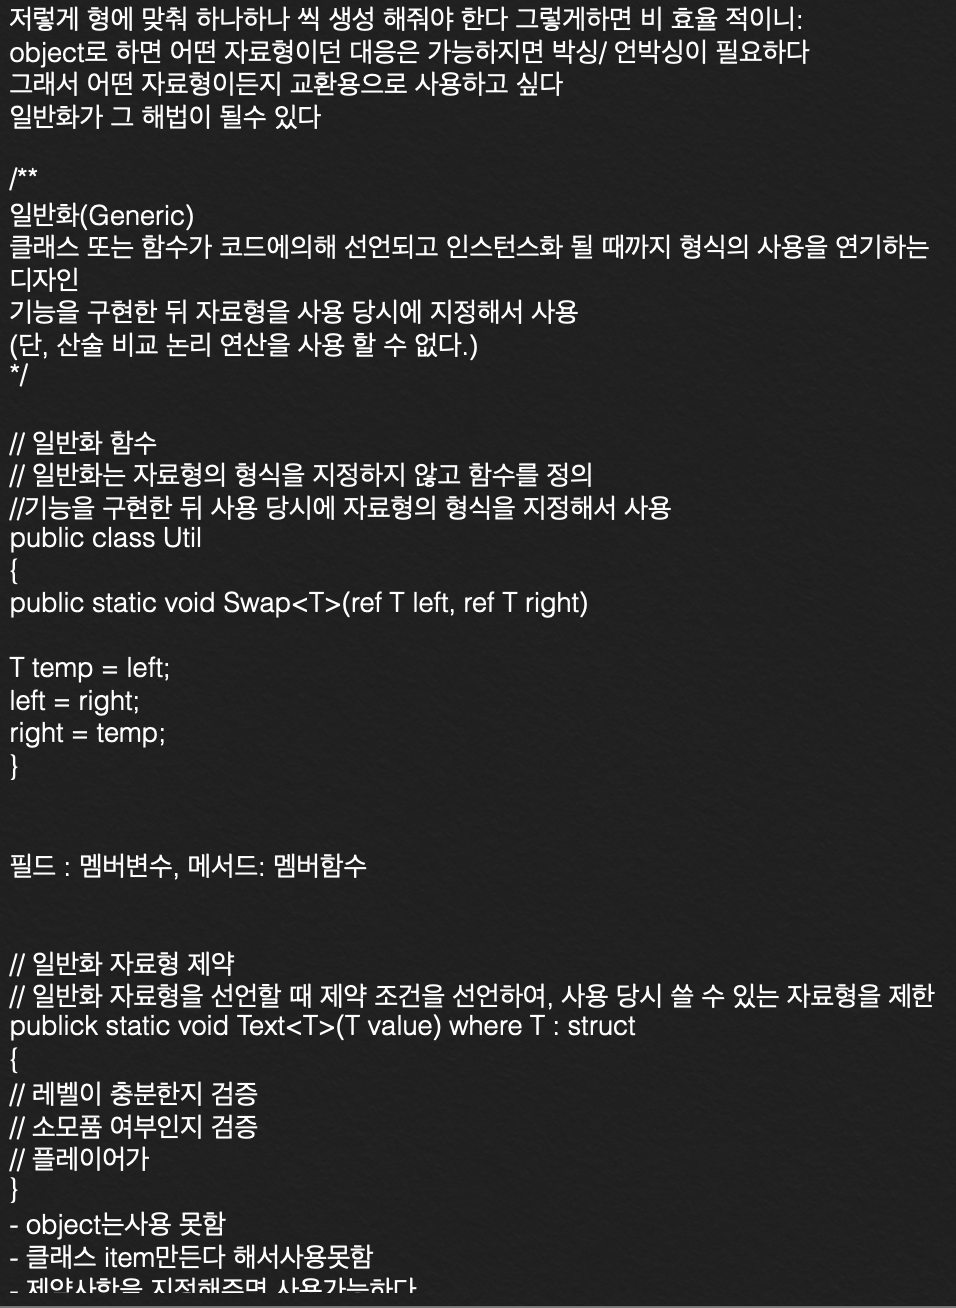 저렇게 형에 맞춰 하나하나 씩 생성 해줘야 한다 그렇게하면 비 효율 적이니:
object로 하면 어떤 자료형이던 대응은 가능하지면 박싱/ 언박싱이 필요하다
그래서 어떤 자료형이든지 교환용으로 사용하고 싶다
일반화가 그 해법이 될수 있다
/**
일반화(Generic)
클래스 또는 함수가 코드에의해 선언되고 인스턴스화 될 때까지 형식의 사용을 연기하는
디자인
기능을 구현한 뒤 자료형을 사용 당시에 지정해서 사용
(단, 산술 비교 논리 연산을 사용 할 수 없다.)
*/
// 일반화 함수
// 일반화는 자료형의 형식을 지정하지 않고 함수를 정의
//기능을 구현한 뒤 사용 당시에 자료형의 형식을 지정해서 사용
public class Util
{
public static void Swap<T>(ref T left, ref T right)
T temp = left;
left = right;
right = temp;
}
필드 : 멤버변수, 메서드: 멤버함수
// 일반화 자료형 제약
// 일반화 자료형을 선언할 때 제약 조건을 선언하여, 사용 당시 쓸 수 있는 자료형을 제한
publick static void Text<T>(T value) where T : struct
{
// 레벨이 충분한지 검증
// 소모품 여부인지 검증
// 플레이어가
}
- object는사용 못함
- 클래스 item만든다 해서사용못함
- 제약사항을 지정해주면 사용가능하다